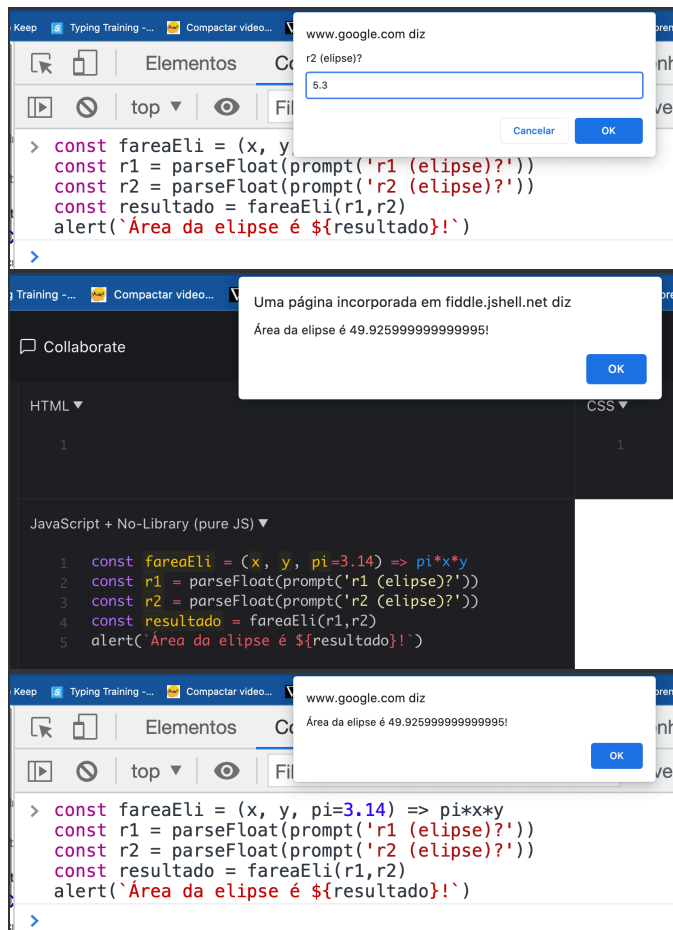 Keep Typing Training -... Compactar video...
www.google.com diz
r2 (elipse)?
5.3
Cancelar OK
Elementos
top ▼
> const fareaEli = (x, y
const r1 = parseFloat(prompt('r1 (elipse)?'))
const r2 = parseFloat(prompt('r2 (elipse)?'))
const resultado = fareaEli(r1,r2)
alert(`Área da elipse é ${resultado}!`)
>
Training -... Compactar video...
Uma página incorporada em fiddle.jshell.net diz
Área da elipse é 49.925999999999995!
OK
Collaborate
HTML ▼
CSS ▼
1
1
JavaScript + No-Library (pure JS) ▼
1 const fareaEli = (x, y, pi=3.14) => pi*x*y
2 const r1 = parseFloat(prompt('r1 (elipse)?'))
3 const r2 = parseFloat(prompt('r2 (elipse)?'))
4 const resultado = fareaEli(r1,r2)
5 alert(`Área da elipse é ${resultado}!`)
Keep Typing Training -... Compactar video...
www.google.com diz
Área da elipse é 49.925999999999995!
OK
Elementos
top ▼
> const fareaEli = (x, y, pi=3.14) => pi*x*y
const r1 = parseFloat(prompt('r1 (elipse)?'))
const r2 = parseFloat(prompt('r2 (elipse)?'))
const resultado = fareaEli(r1,r2)
alert(`Área da elipse é ${resultado}!`)
>